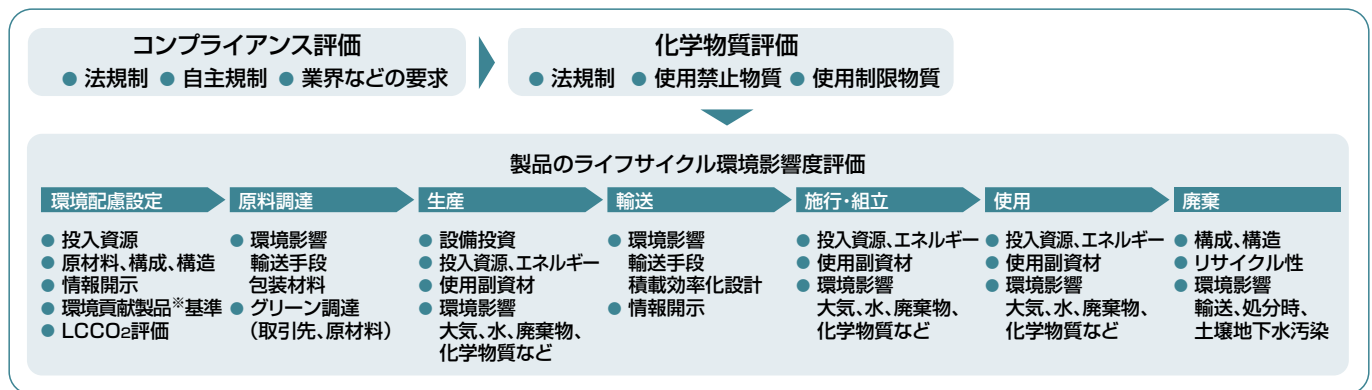 コンプライアンス評価
● 法規制 ● 自主規制 ● 業界などの要求
化学物質評価
● 法規制 ● 使用禁止物質 ● 使用制限物質
製品のライフサイクル環境影響度評価
環境配慮設定
● 投入資源
● 原材料、構成、構造
● 情報開示
● 環境貢献製品※基準
● LCCO2評価
原料調達
● 環境影響
輸送手段
包装材料
● グリーン調達
(取引先、原材料)
生産
● 設備投資
● 投入資源、エネルギー
● 使用副資材
● 環境影響
大気、水、廃棄物、
化学物質など
輸送
● 環境影響
輸送手段
積載効率化設計
● 情報開示
施行・組立
● 投入資源、エネルギー
● 使用副資材
● 環境影響
大気、水、廃棄物、
化学物質など
使用
● 投入資源、エネルギー
● 使用副資材
● 環境影響
大気、水、廃棄物、
化学物質など
廃棄
● 構成、構造
● リサイクル性
● 環境影響
輸送、処分時、
土壌地下水汚染